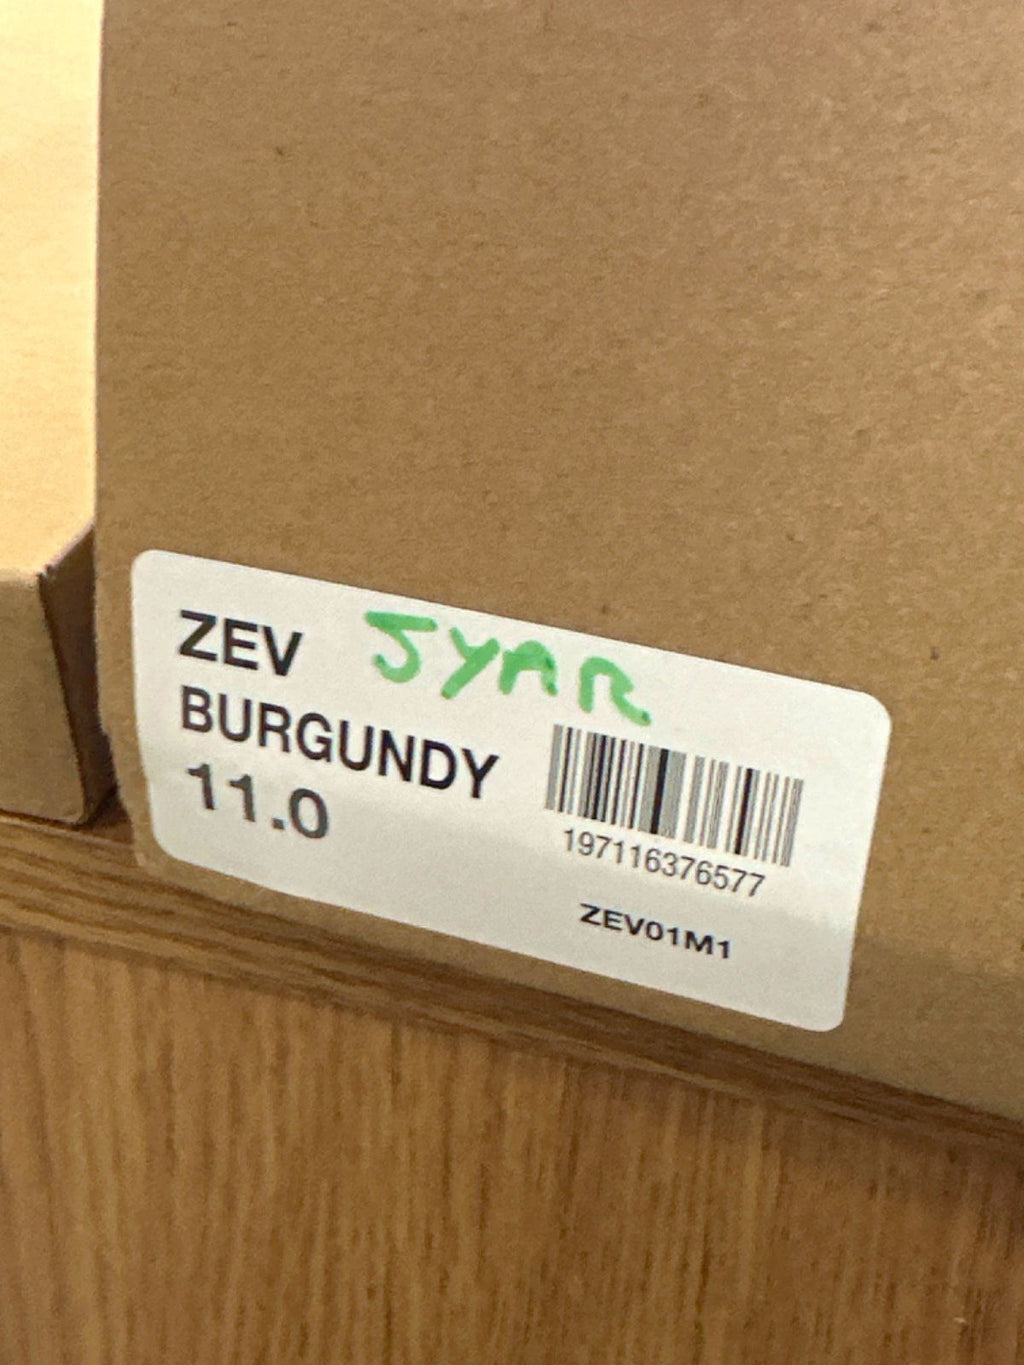 ZEV JYAR
BURGUNDY
11.0
197116376577
ZEV01M1